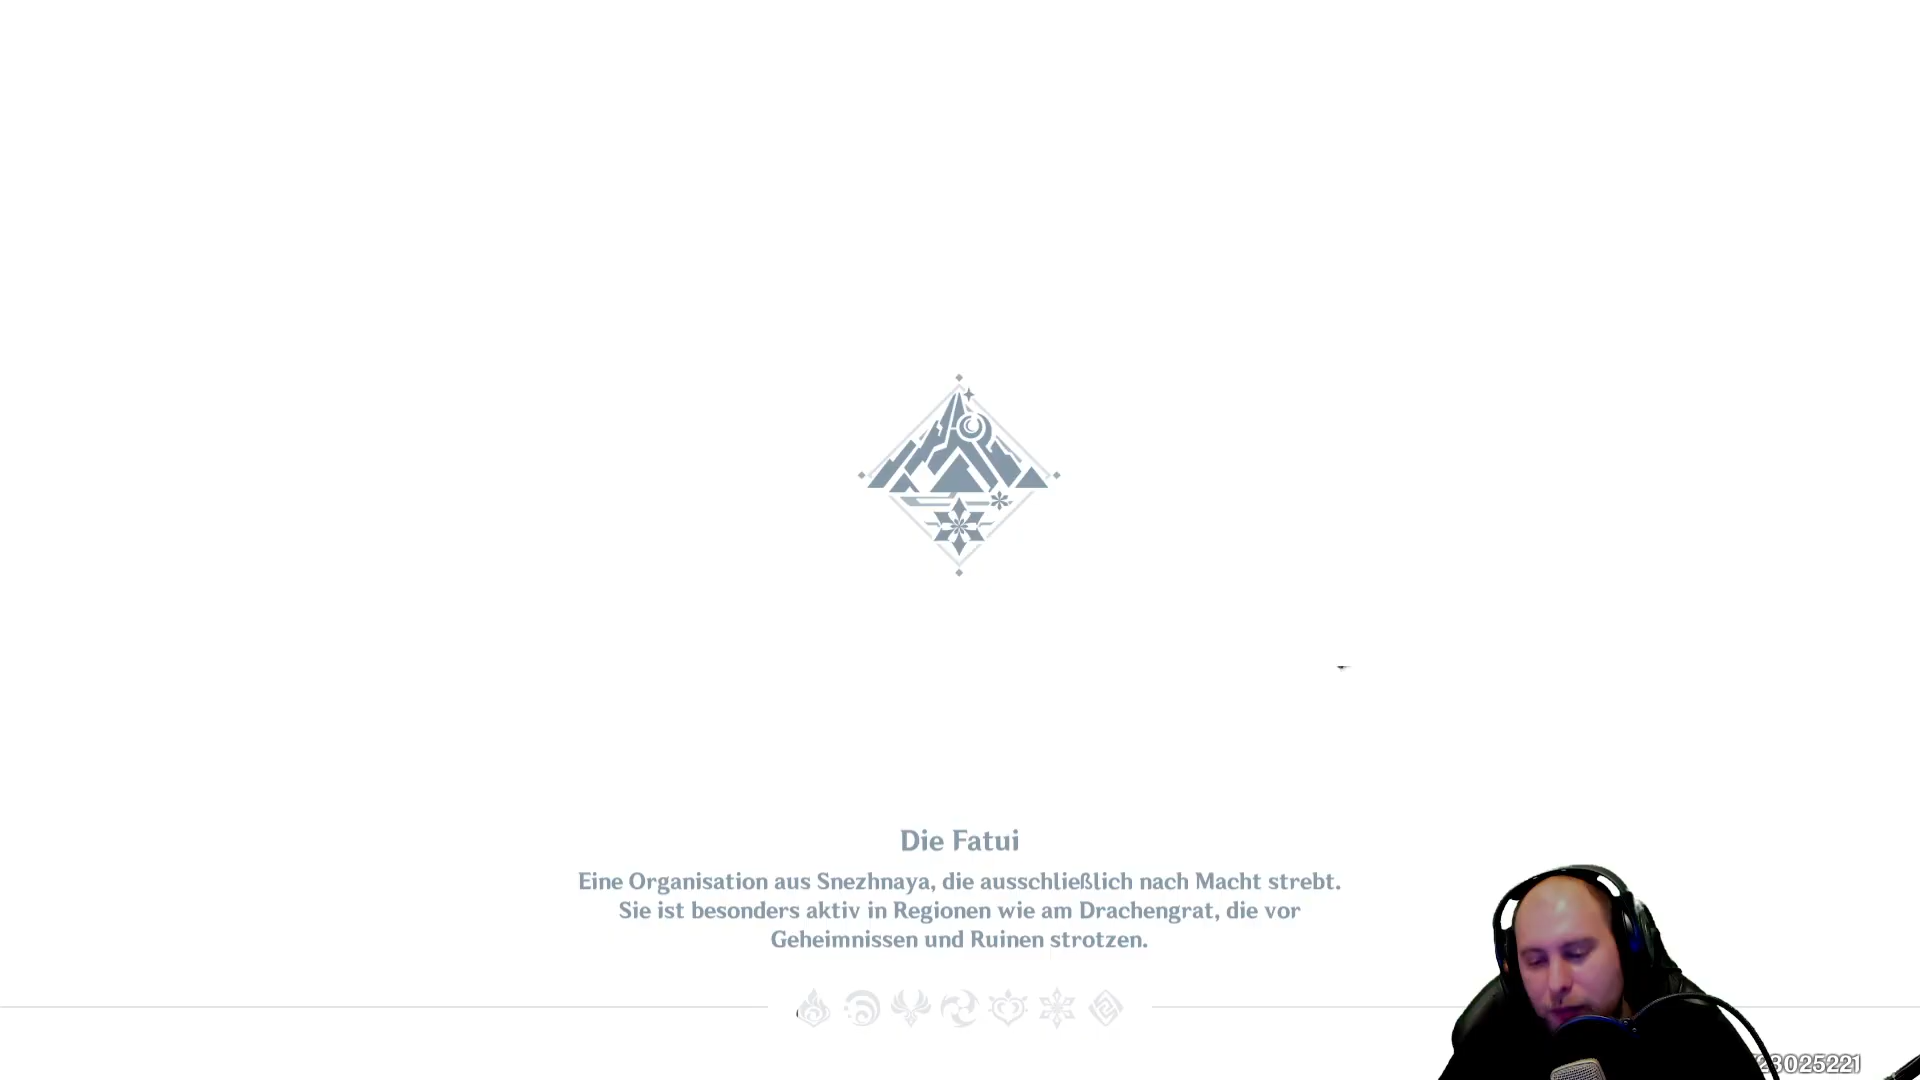 Die Fatui
Eine Organisation aus Snezhnaya, die ausschließlich nach Macht strebt.
Sie ist besonders aktiv in Regionen wie am Drachengrat, die vor
Geheimnissen und Ruinen strotzen.
23025221